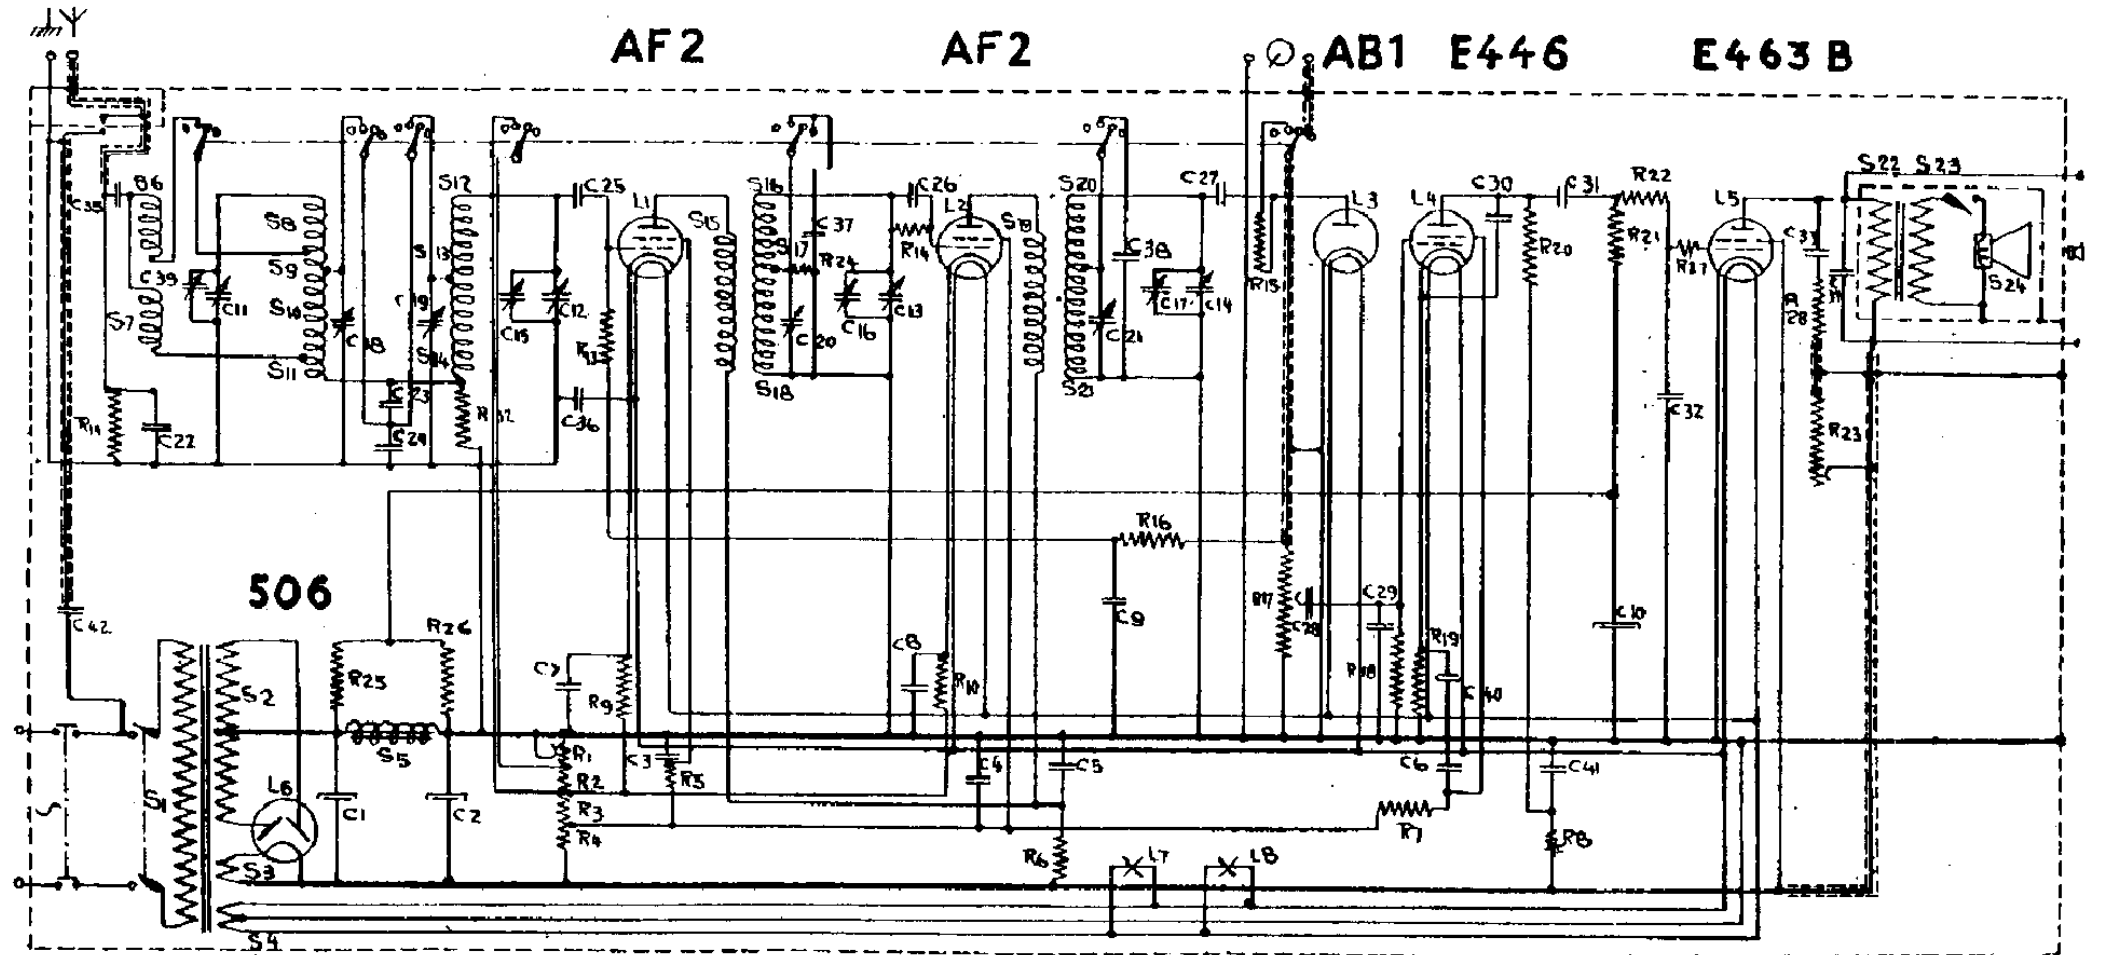 AF2 AF2 AB1 E446 E463 B
S22 S23
S6 S12 C25 L1 S16 C26 L2 S20 C27 L3 L4 C30 C31 R22 L5
C35
S8 S15 C37 R14 S19 C38 R20 R21 R27
S9 S13 S17 R24 R15
C39 C11 S10 C19 C15 C12 C16 C13 C17 C14 R28 S24
S7 C18 R13 C20 C21
S11 S14 S18 S21
C23 R32 C36 C32
R11 C22 C24 R23
R16
506
C42 R26 C9 R17 C28 C29 C10
R19
S2 R25 C7 R9 C8 R10 R18 C40
S5 R1 C3 R5 C4 C5 C6 C41
L6 R2
S1 C1 C2 R3 R7
R4 R6 R8
S3 L7 L8
S4